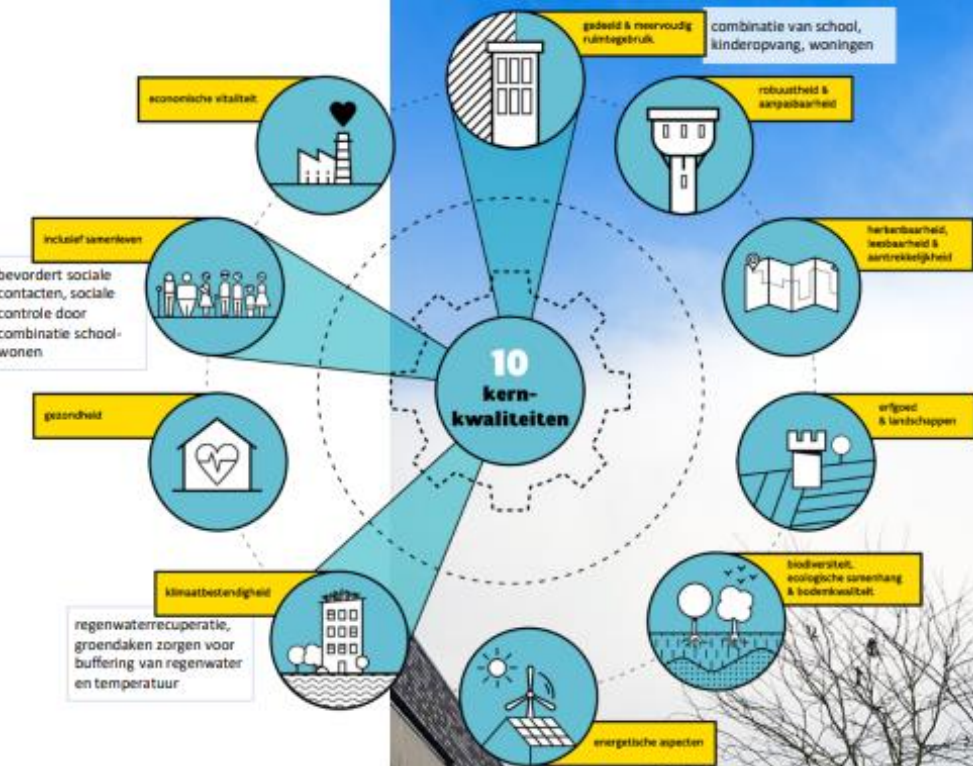 gedeeld & meervoudig
ruimtegebruik
combinatie van school,
kinderopvang, woningen
robuustheid &
aanpasbaarheid
herkenbaarheid,
leesbaarheid &
aantrekkelijkheid
erfgoed
& landschappen
biodiversiteit,
ecologische samenhang
& bodemkwaliteit
energetische aspecten
klimaatbestendigheid
regenwaterrecuperatie,
groendaken zorgen voor
buffering van regenwater
en temperatuur
gezondheid
inclusief samenleven
bevordert sociale
contacten, sociale
controle door
combinatie school-
wonen
economische vitaliteit
10
kern-
kwaliteiten